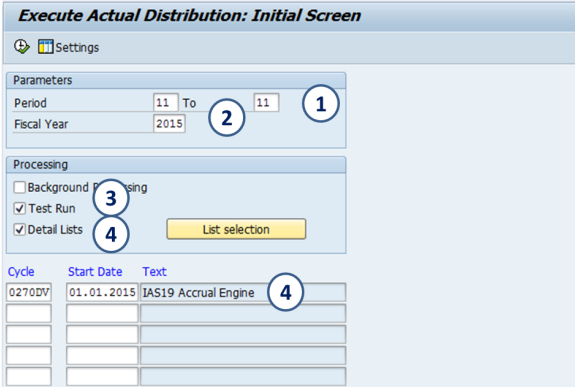 Execute Actual Distribution: Initial Screen
Settings
Parameters
Period 11 To 11 1
Fiscal Year 2015 2
Processing
Background Processing
3
Test Run
Detail Lists 4 List selection
Cycle Start Date Text
0270DV 01.01.2015 IAS19 Accrual Engine 4